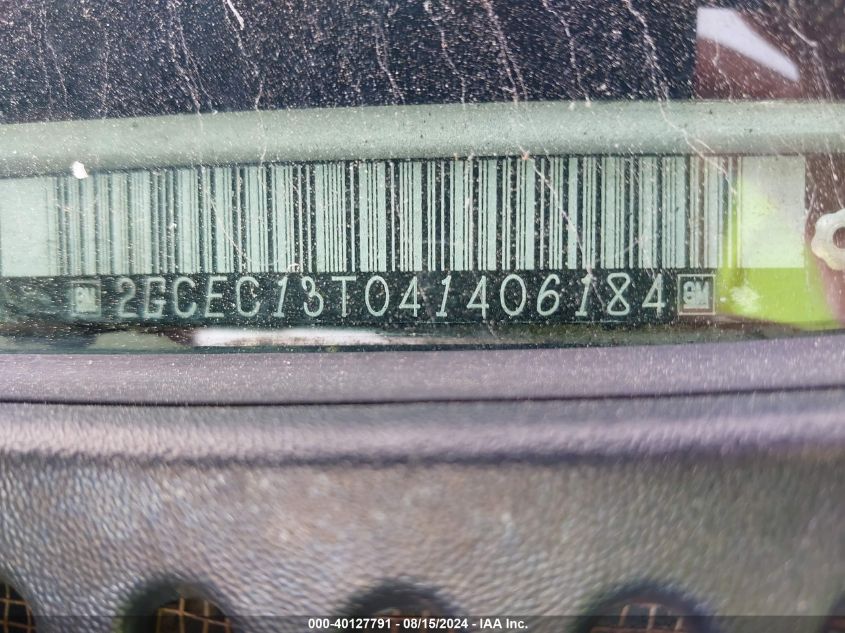 GM 2GCEC13T041406184 GM
000-40127791 - 08/15/2024 - IAA Inc.